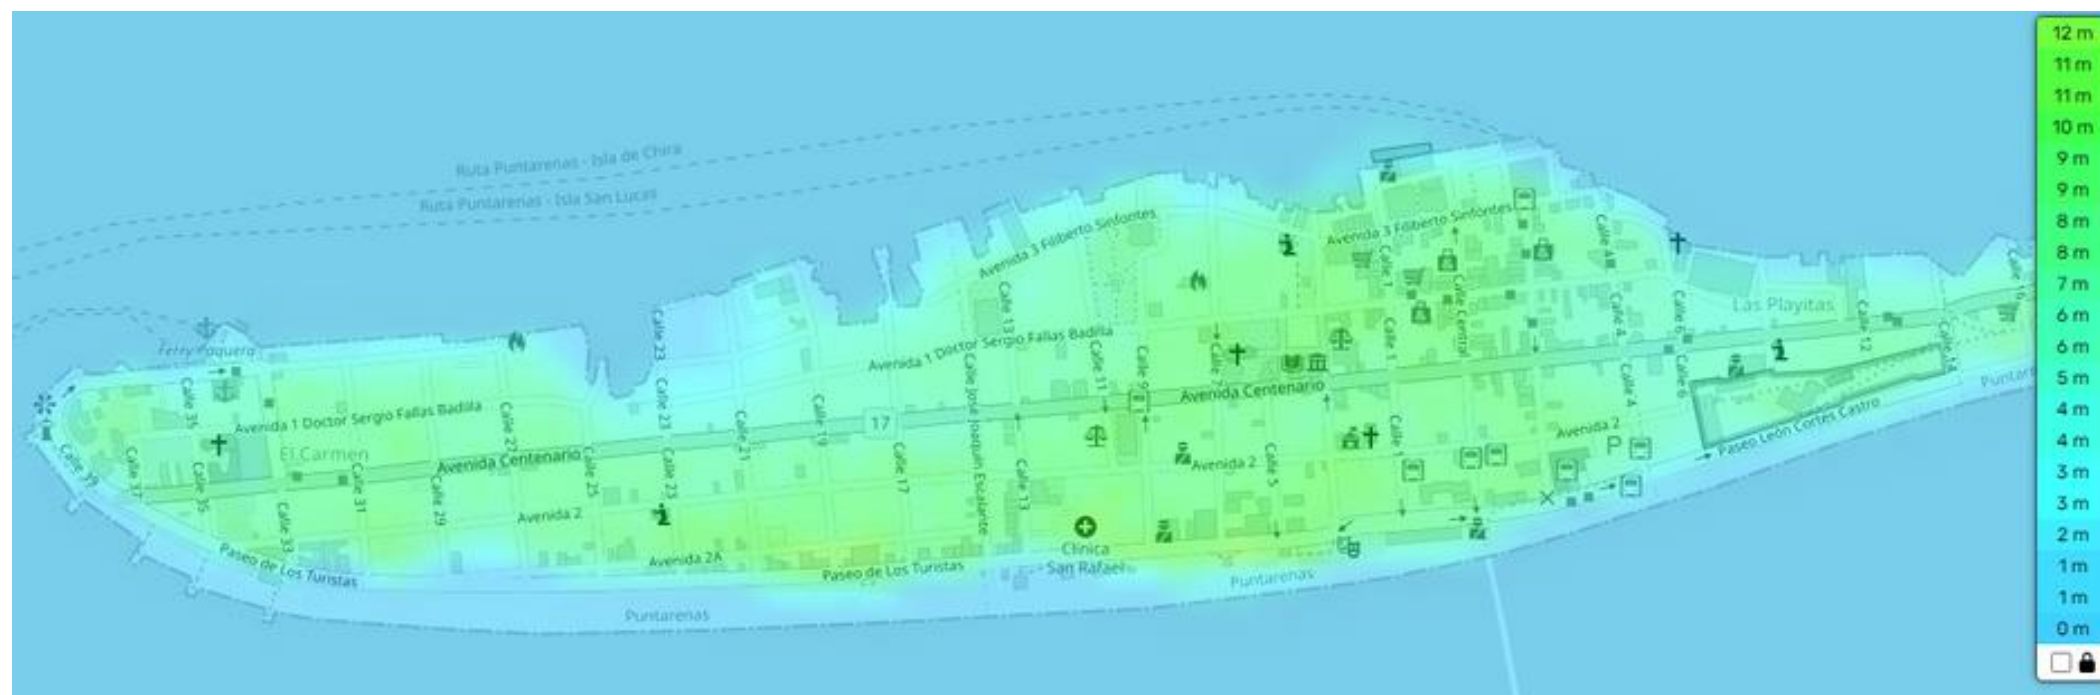 Ruta Puntarenas - Isla de Chira
Ruta Puntarenas - Isla San Lucas
Ferry Paquera
Avenida 3 Filiberto Sinfontes
Avenida 3 Filiberto Sinfontes
Calle 4
Calle 1
Calle Central
Las Playitas
Calle 23
Calle 13
Avenida 1 Doctor Sergio Fallas Badilla
Calle 11
Calle 9
Calle 1
Calle 4
Calle 6
Calle 12
Calle 14
Calle 35
Avenida 1 Doctor Sergio Fallas Badilla
Calle José Joaquín Escalante
Avenida Centenario
Calle 4
Calle 6
17
Calle 23
Calle 21
Calle 19
El Carmen
Avenida Centenario
Calle 25
Calle 23
Calle 17
Calle 13
Avenida 2
Calle 5
Calle 1
Avenida 2
Paseo León Cortés Castro
Calle 39
Calle 37
Calle 35
Calle 33
Calle 31
Calle 29
Avenida 2
Avenida 2A
Paseo de Los Turistas
Paseo de Los Turistas
Clínica
San Rafael
Puntarenas
Puntarenas
12 m
11 m
11 m
10 m
9 m
9 m
8 m
8 m
7 m
6 m
6 m
5 m
4 m
4 m
3 m
3 m
2 m
1 m
1 m
0 m